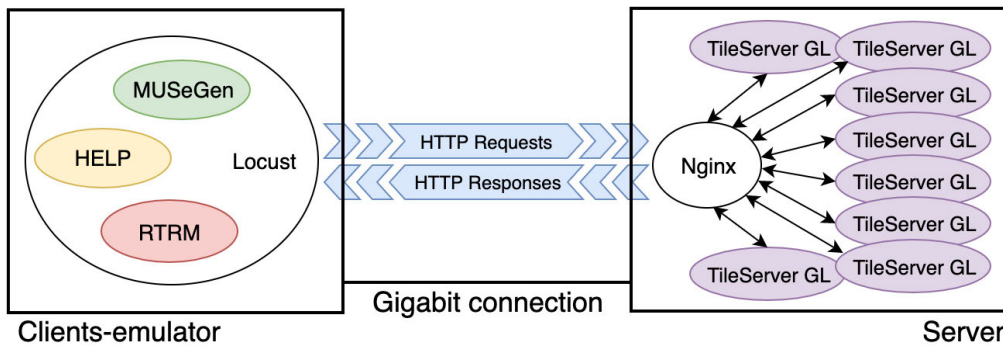 MUSeGen
HELP
Locust
RTRM
HTTP Requests
HTTP Responses
Nginx
TileServer GL
TileServer GL
TileServer GL
TileServer GL
TileServer GL
TileServer GL
TileServer GL
TileServer GL
Gigabit connection
Clients-emulator
Server